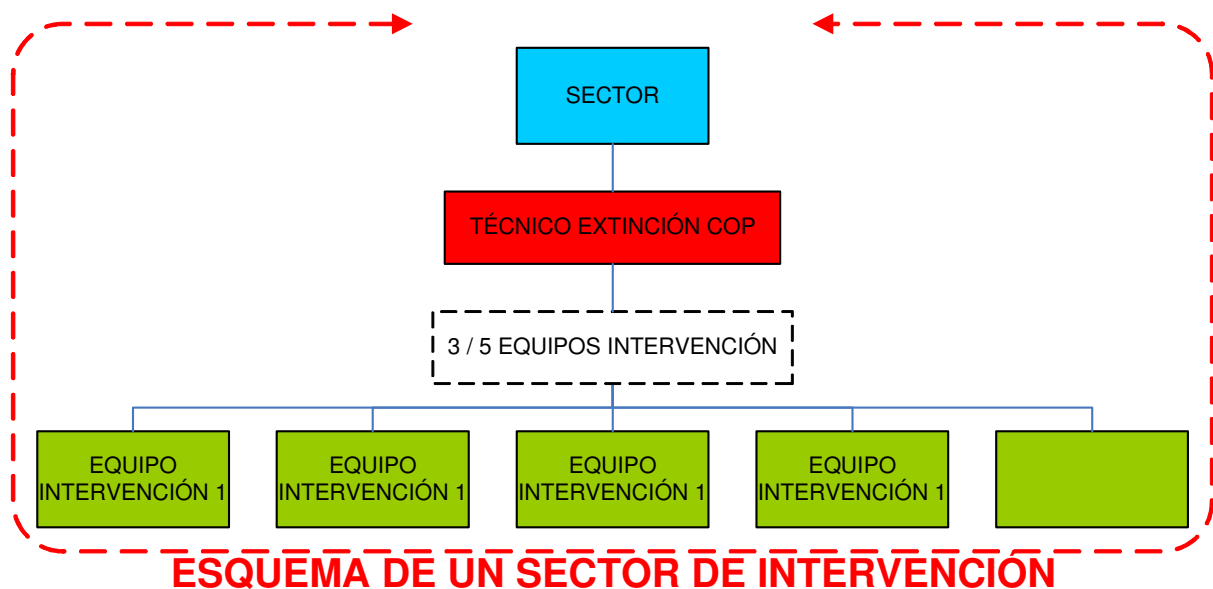 SECTOR
TÉCNICO EXTINCIÓN COP
3 / 5 EQUIPOS INTERVENCIÓN
EQUIPO
INTERVENCIÓN 1
EQUIPO
INTERVENCIÓN 1
EQUIPO
INTERVENCIÓN 1
EQUIPO
INTERVENCIÓN 1
ESQUEMA DE UN SECTOR DE INTERVENCIÓN